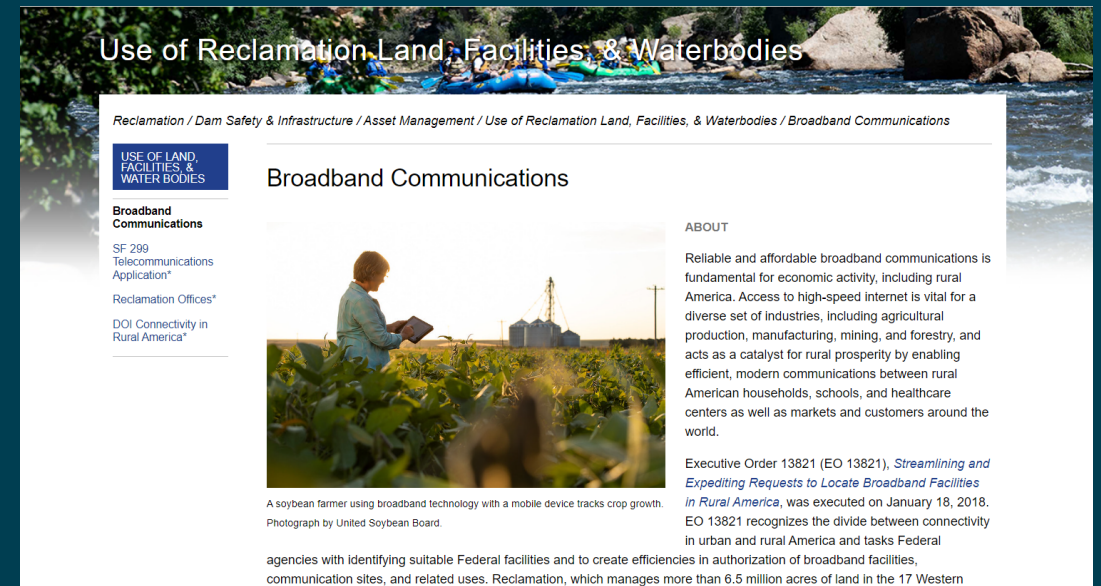 Use of Reclamation Land, Facilities, & Waterbodies
Reclamation / Dam Safety & Infrastructure / Asset Management / Use of Reclamation Land, Facilities, & Waterbodies / Broadband Communications
USE OF LAND,
FACILITIES, &
WATER BODIES
Broadband
Communications
SF 299
Telecommunications
Application*
Reclamation Offices*
DOI Connectivity in
Rural America*
Broadband Communications
A soybean farmer using broadband technology with a mobile device tracks crop growth.
Photograph by United Soybean Board.
ABOUT
Reliable and affordable broadband communications is
fundamental for economic activity, including rural
America. Access to high-speed internet is vital for a
diverse set of industries, including agricultural
production, manufacturing, mining, and forestry, and
acts as a catalyst for rural prosperity by enabling
efficient, modern communications between rural
American households, schools, and healthcare
centers as well as markets and customers around the
world.
Executive Order 13821 (EO 13821), Streamlining and
Expediting Requests to Locate Broadband Facilities
in Rural America, was executed on January 18, 2018.
EO 13821 recognizes the divide between connectivity
in urban and rural America and tasks Federal
agencies with identifying suitable Federal facilities and to create efficiencies in authorization of broadband facilities,
communication sites, and related uses. Reclamation, which manages more than 6.5 million acres of land in the 17 Western